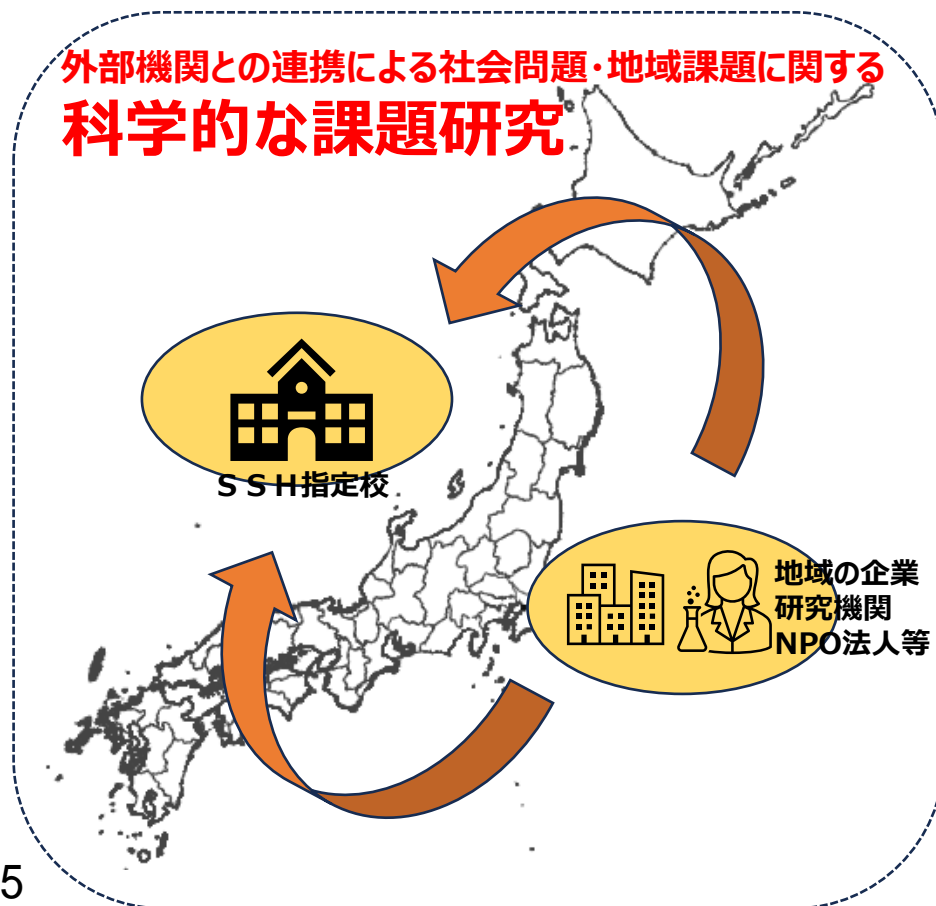 外部機関との連携による社会問題・地域課題に関する
科学的な課題研究
ＳＳＨ指定校
地域の企業
研究機関
NPO法人等
5